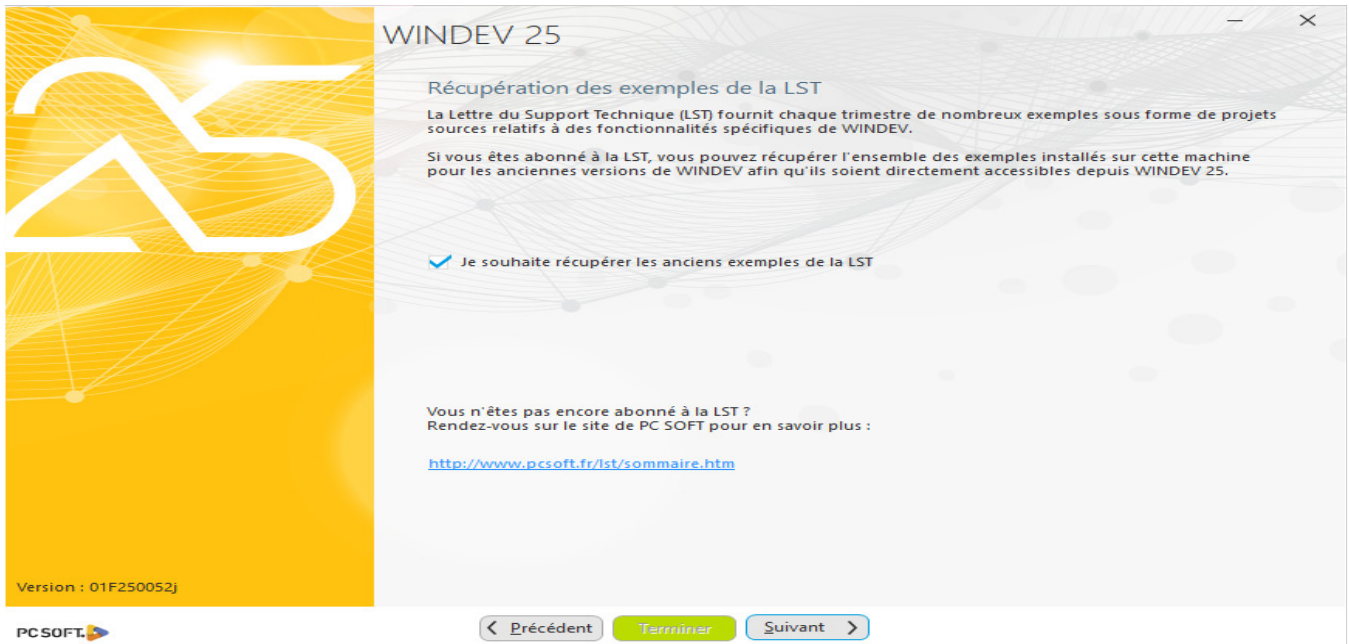 WINDEV 25
Récupération des exemples de la LST
La Lettre du Support Technique (LST) fournit chaque trimestre de nombreux exemples sous forme de projets
sources relatifs à des fonctionnalités spécifiques de WINDEV.
Si vous êtes abonné à la LST, vous pouvez récupérer l'ensemble des exemples installés sur cette machine
pour les anciennes versions de WINDEV afin qu'ils soient directement accessibles depuis WINDEV 25.
Je souhaite récupérer les anciens exemples de la LST
Vous n'êtes pas encore abonné à la LST ?
Rendez-vous sur le site de PC SOFT pour en savoir plus :
http://www.pcsoft.fr/lst/sommaire.htm
Version : 01F250052j
PC SOFT.
Précédent
Terminer
Suivant